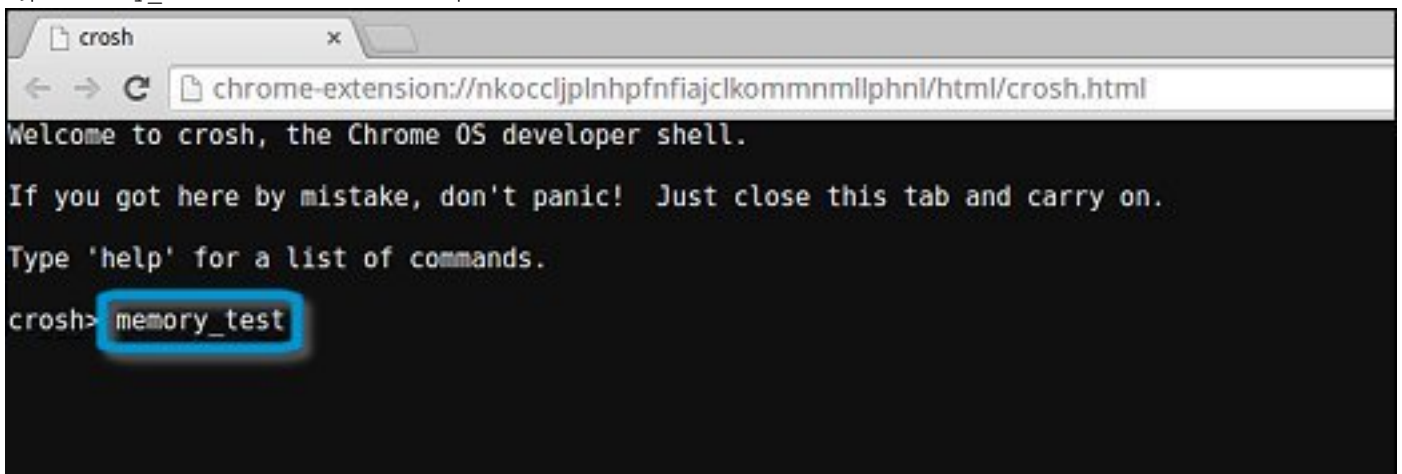 crosh
chrome-extension://nkoccljplnhpfnfiajclkommnmllphnl/html/crosh.html
Welcome to crosh, the Chrome OS developer shell.
If you got here by mistake, don't panic!  Just close this tab and carry on.
Type 'help' for a list of commands.
crosh> memory_test